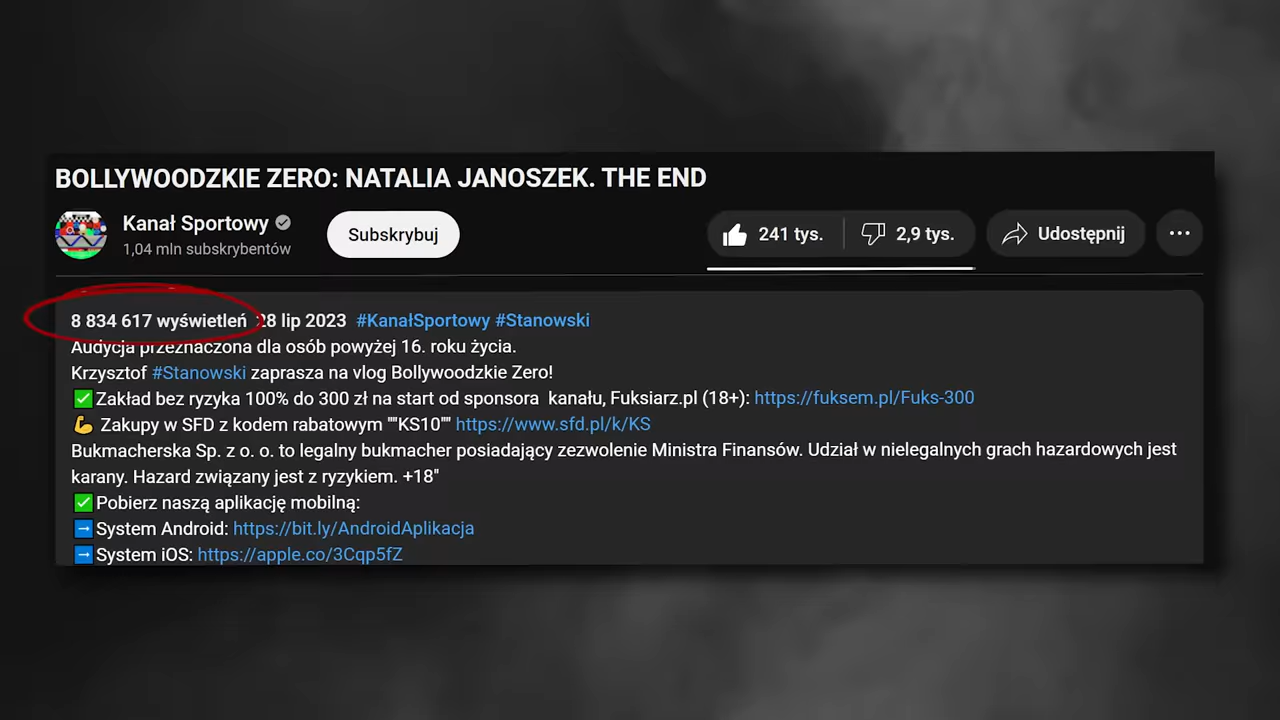 BOLLYWOODZKIE ZERO: NATALIA JANOSZEK. THE END
Kanał Sportowy
1,04 mln subskrybentów
Subskrybuj
241 tys.
2,9 tys.
Udostępnij
8 834 617 wyświetleń 28 lip 2023 #KanałSportowy #Stanowski
Audycja przeznaczona dla osób powyżej 16. roku życia.
Krzysztof #Stanowski zaprasza na vlog Bollywoodzkie Zero!
✅ Zakład bez ryzyka 100% do 300 zł na start od sponsora kanału, Fuksiarz.pl (18+): https://fuksem.pl/Fuks-300
💪 Zakupy w SFD z kodem rabatowym ""KS10"" https://www.sfd.pl/k/KS
Bukmacherska Sp. z o. o. to legalny bukmacher posiadający zezwolenie Ministra Finansów. Udział w nielegalnych grach hazardowych jest
karany. Hazard związany jest z ryzykiem. +18"
✅ Pobierz naszą aplikację mobilną:
➡ System Android: https://bit.ly/AndroidAplikacja
➡ System iOS: https://apple.co/3Cqp5fZ